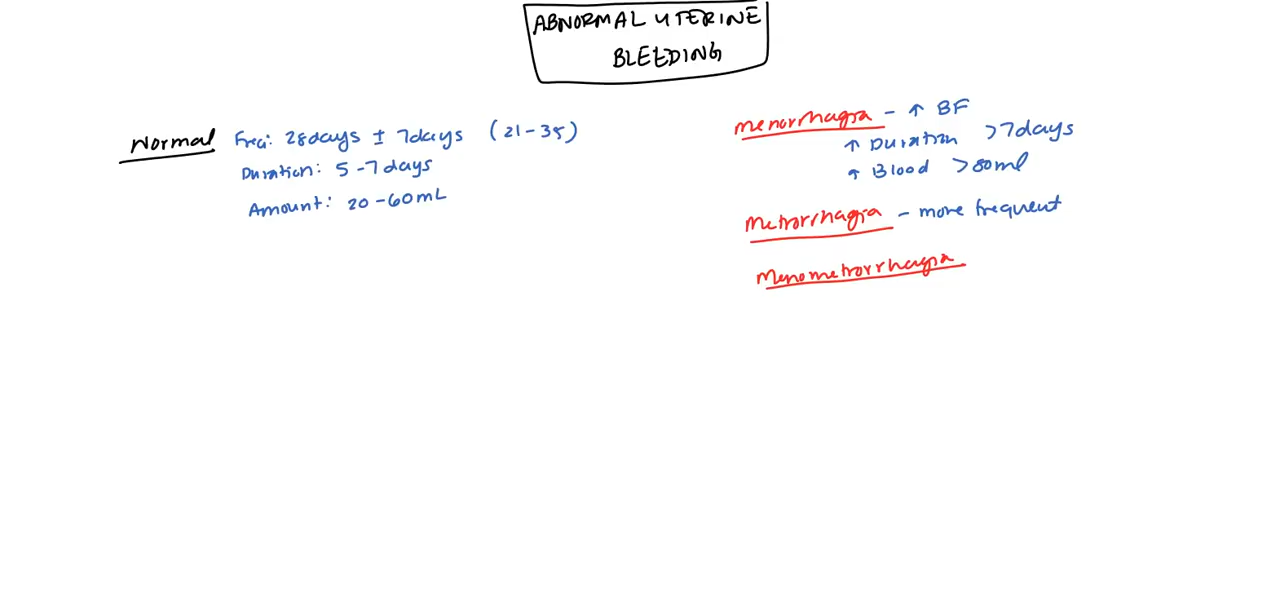 ABNORMAL UTERINE
BLEEDING
Normal Freq: 28days ± 7days (21-35)
Duration: 5-7days
Amount: 20-60mL
menorrhagia - ↑ BF
↑ Duration >7days
↑ Blood >80ml
Metrorrhagia - more frequent
Menometrorrhagia